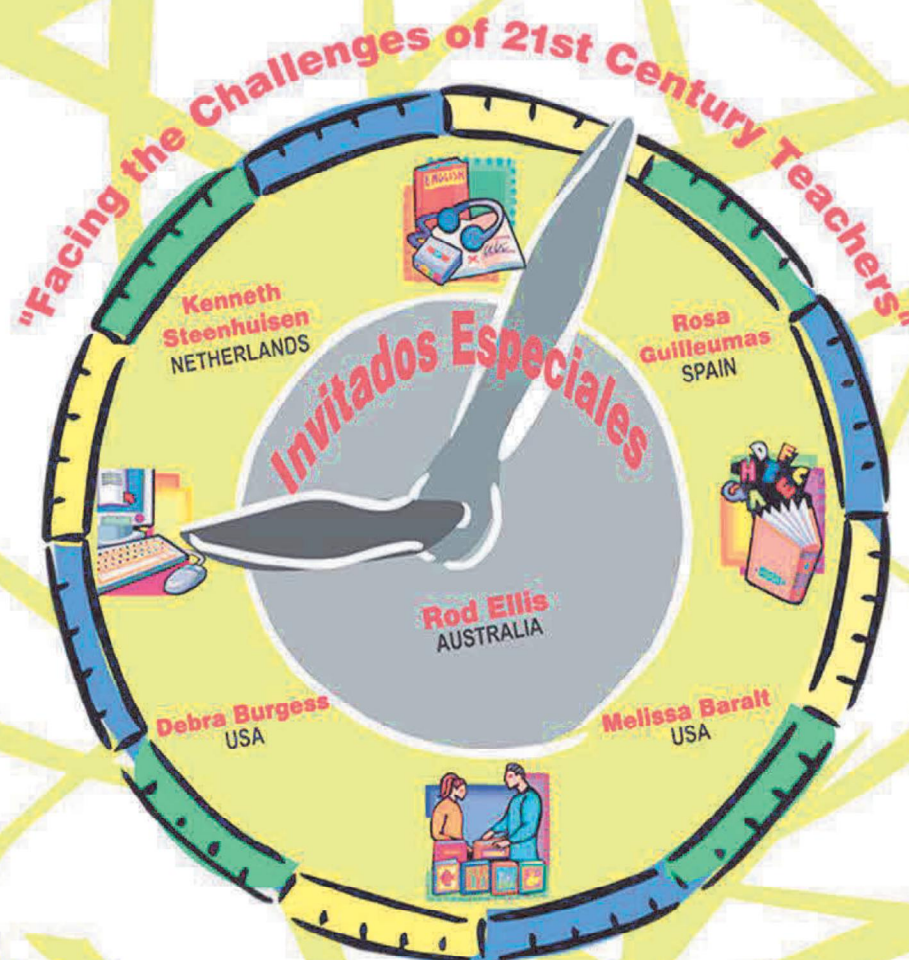 "Facing the Challenges of 21st Century Teachers"
ENGLISH
Kenneth
Steenhuisen
NETHERLANDS
Rosa
Guilleumas
SPAIN
Invitados Especiales
Rod Ellis
AUSTRALIA
Debra Burgess
USA
Melissa Baralt
USA